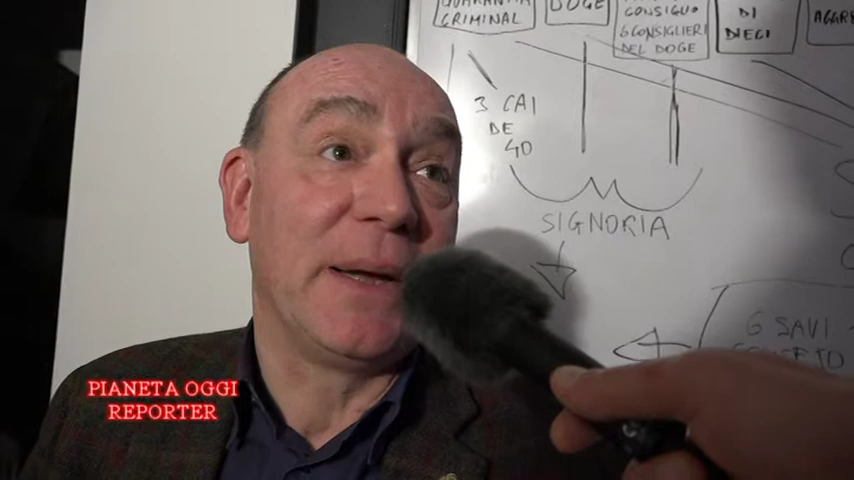 QUARANTIA
CRIMINAL
DOGE
CONSIGLIO
6 CONSIGLIERI
DEL DOGE
DI
DIECI
3 CAI
DE
40
SIGNORIA
6 SAVI
PIANETA OGGI
REPORTER